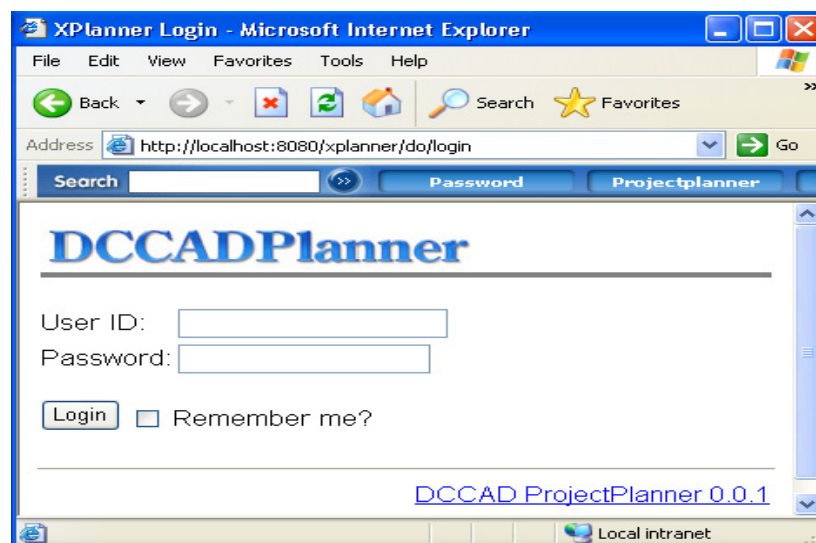 XPlanner Login - Microsoft Internet Explorer
File Edit View Favorites Tools Help
Back Search Favorites
Address http://localhost:8080/xplanner/do/login Go
Search Password Projectplanner
DCCADPlanner
User ID:
Password:
Login Remember me?
DCCAD ProjectPlanner 0.0.1
Local intranet